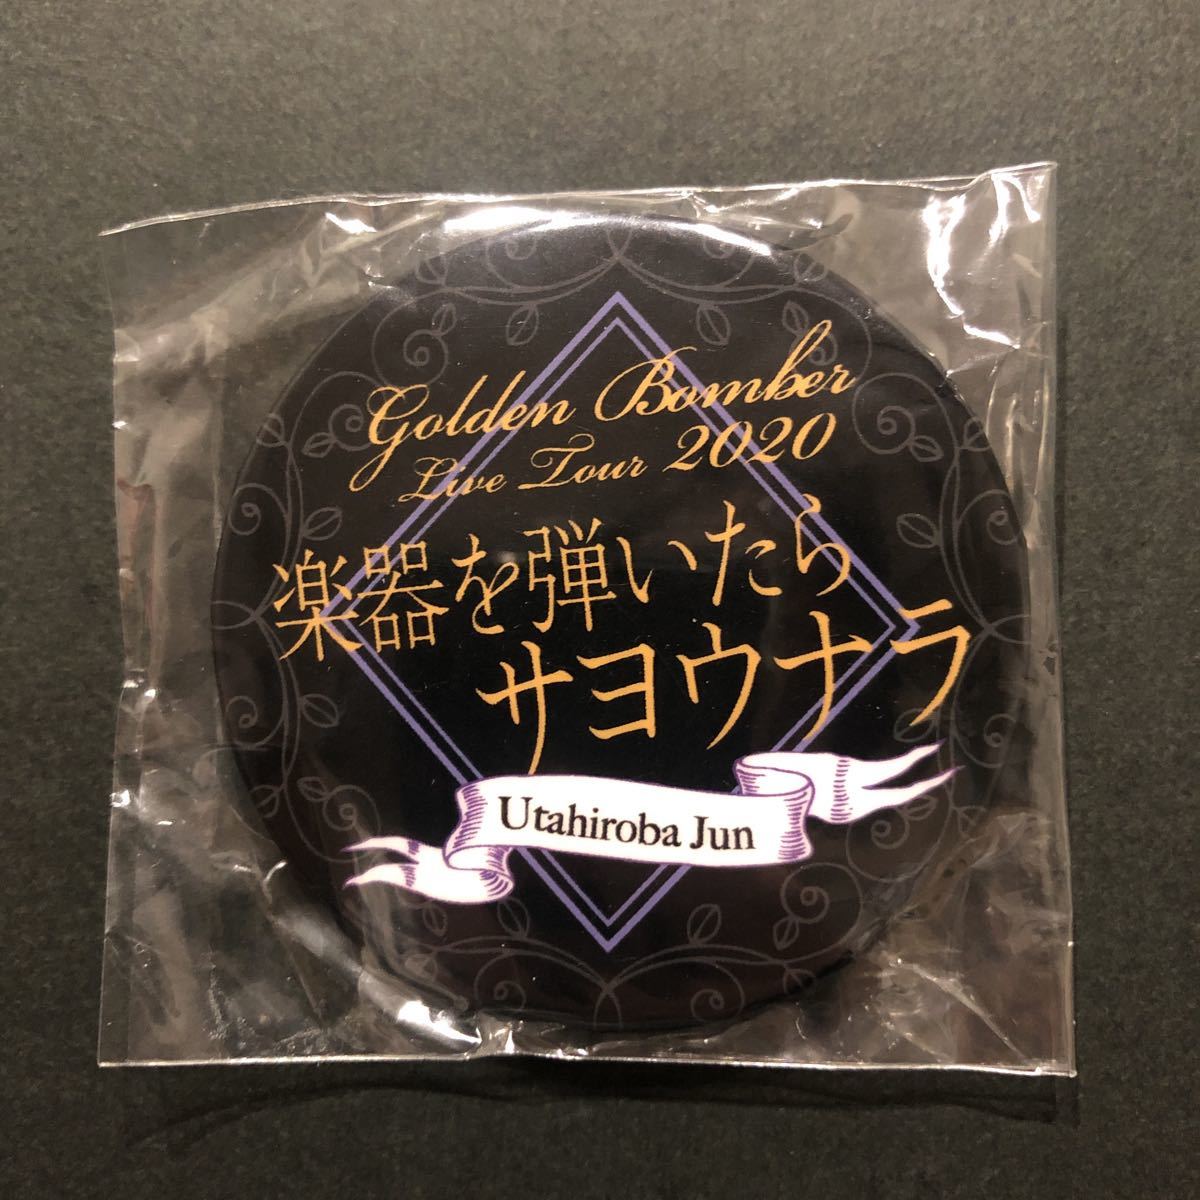 Golden Bomber
Live Tour 2020
楽器を弾いたら
サヨウナラ
Utahiroba Jun